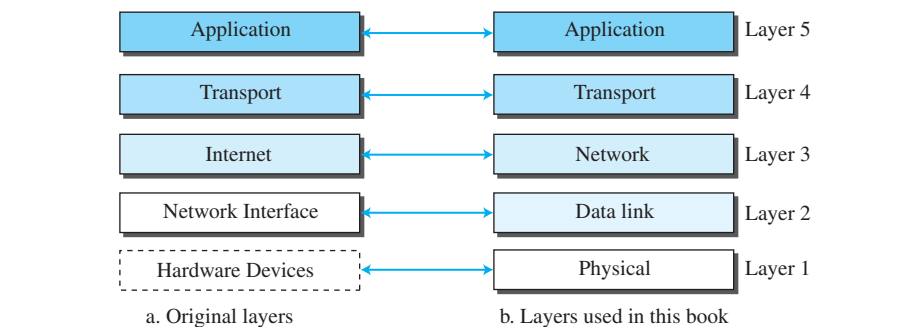 Application Application Layer 5
Transport Transport Layer 4
Internet Network Layer 3
Network Interface Data link Layer 2
Hardware Devices Physical Layer 1
a. Original layers b. Layers used in this book